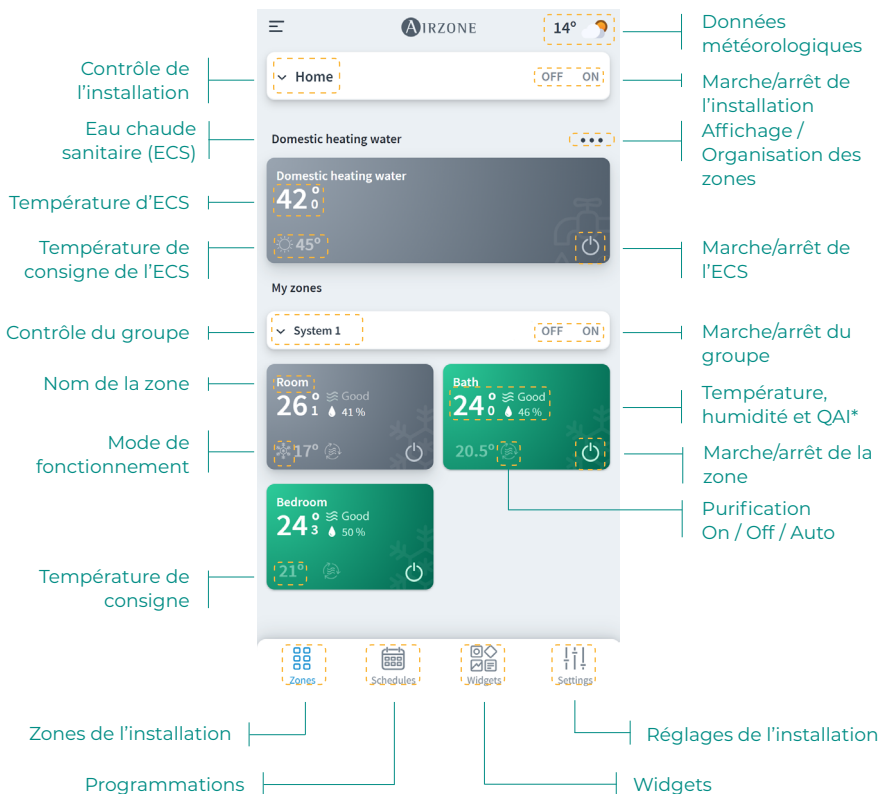 AIRZONE
14°
Données
météorologiques
Contrôle de
l'installation
Home
OFF ON
Marche/arrêt de
l'installation
Eau chaude
sanitaire (ECS)
Domestic heating water
Affichage /
Organisation des
zones
Domestic heating water
Température d'ECS
42°0
Température de
consigne de l'ECS
45°
Marche/arrêt de
l'ECS
My zones
Contrôle du groupe
System 1
OFF ON
Marche/arrêt du
groupe
Nom de la zone
Room
26°1 Good
41 %
17°
Bath
24°0 Good
46 %
20.5°
Température,
humidité et QAI*
Mode de
fonctionnement
Marche/arrêt de la
zone
Purification
On / Off / Auto
Bedroom
24°3 Good
50 %
21°
Température de
consigne
Zones
Schedules
Widgets
Settings
Zones de l'installation
Réglages de l'installation
Programmations
Widgets